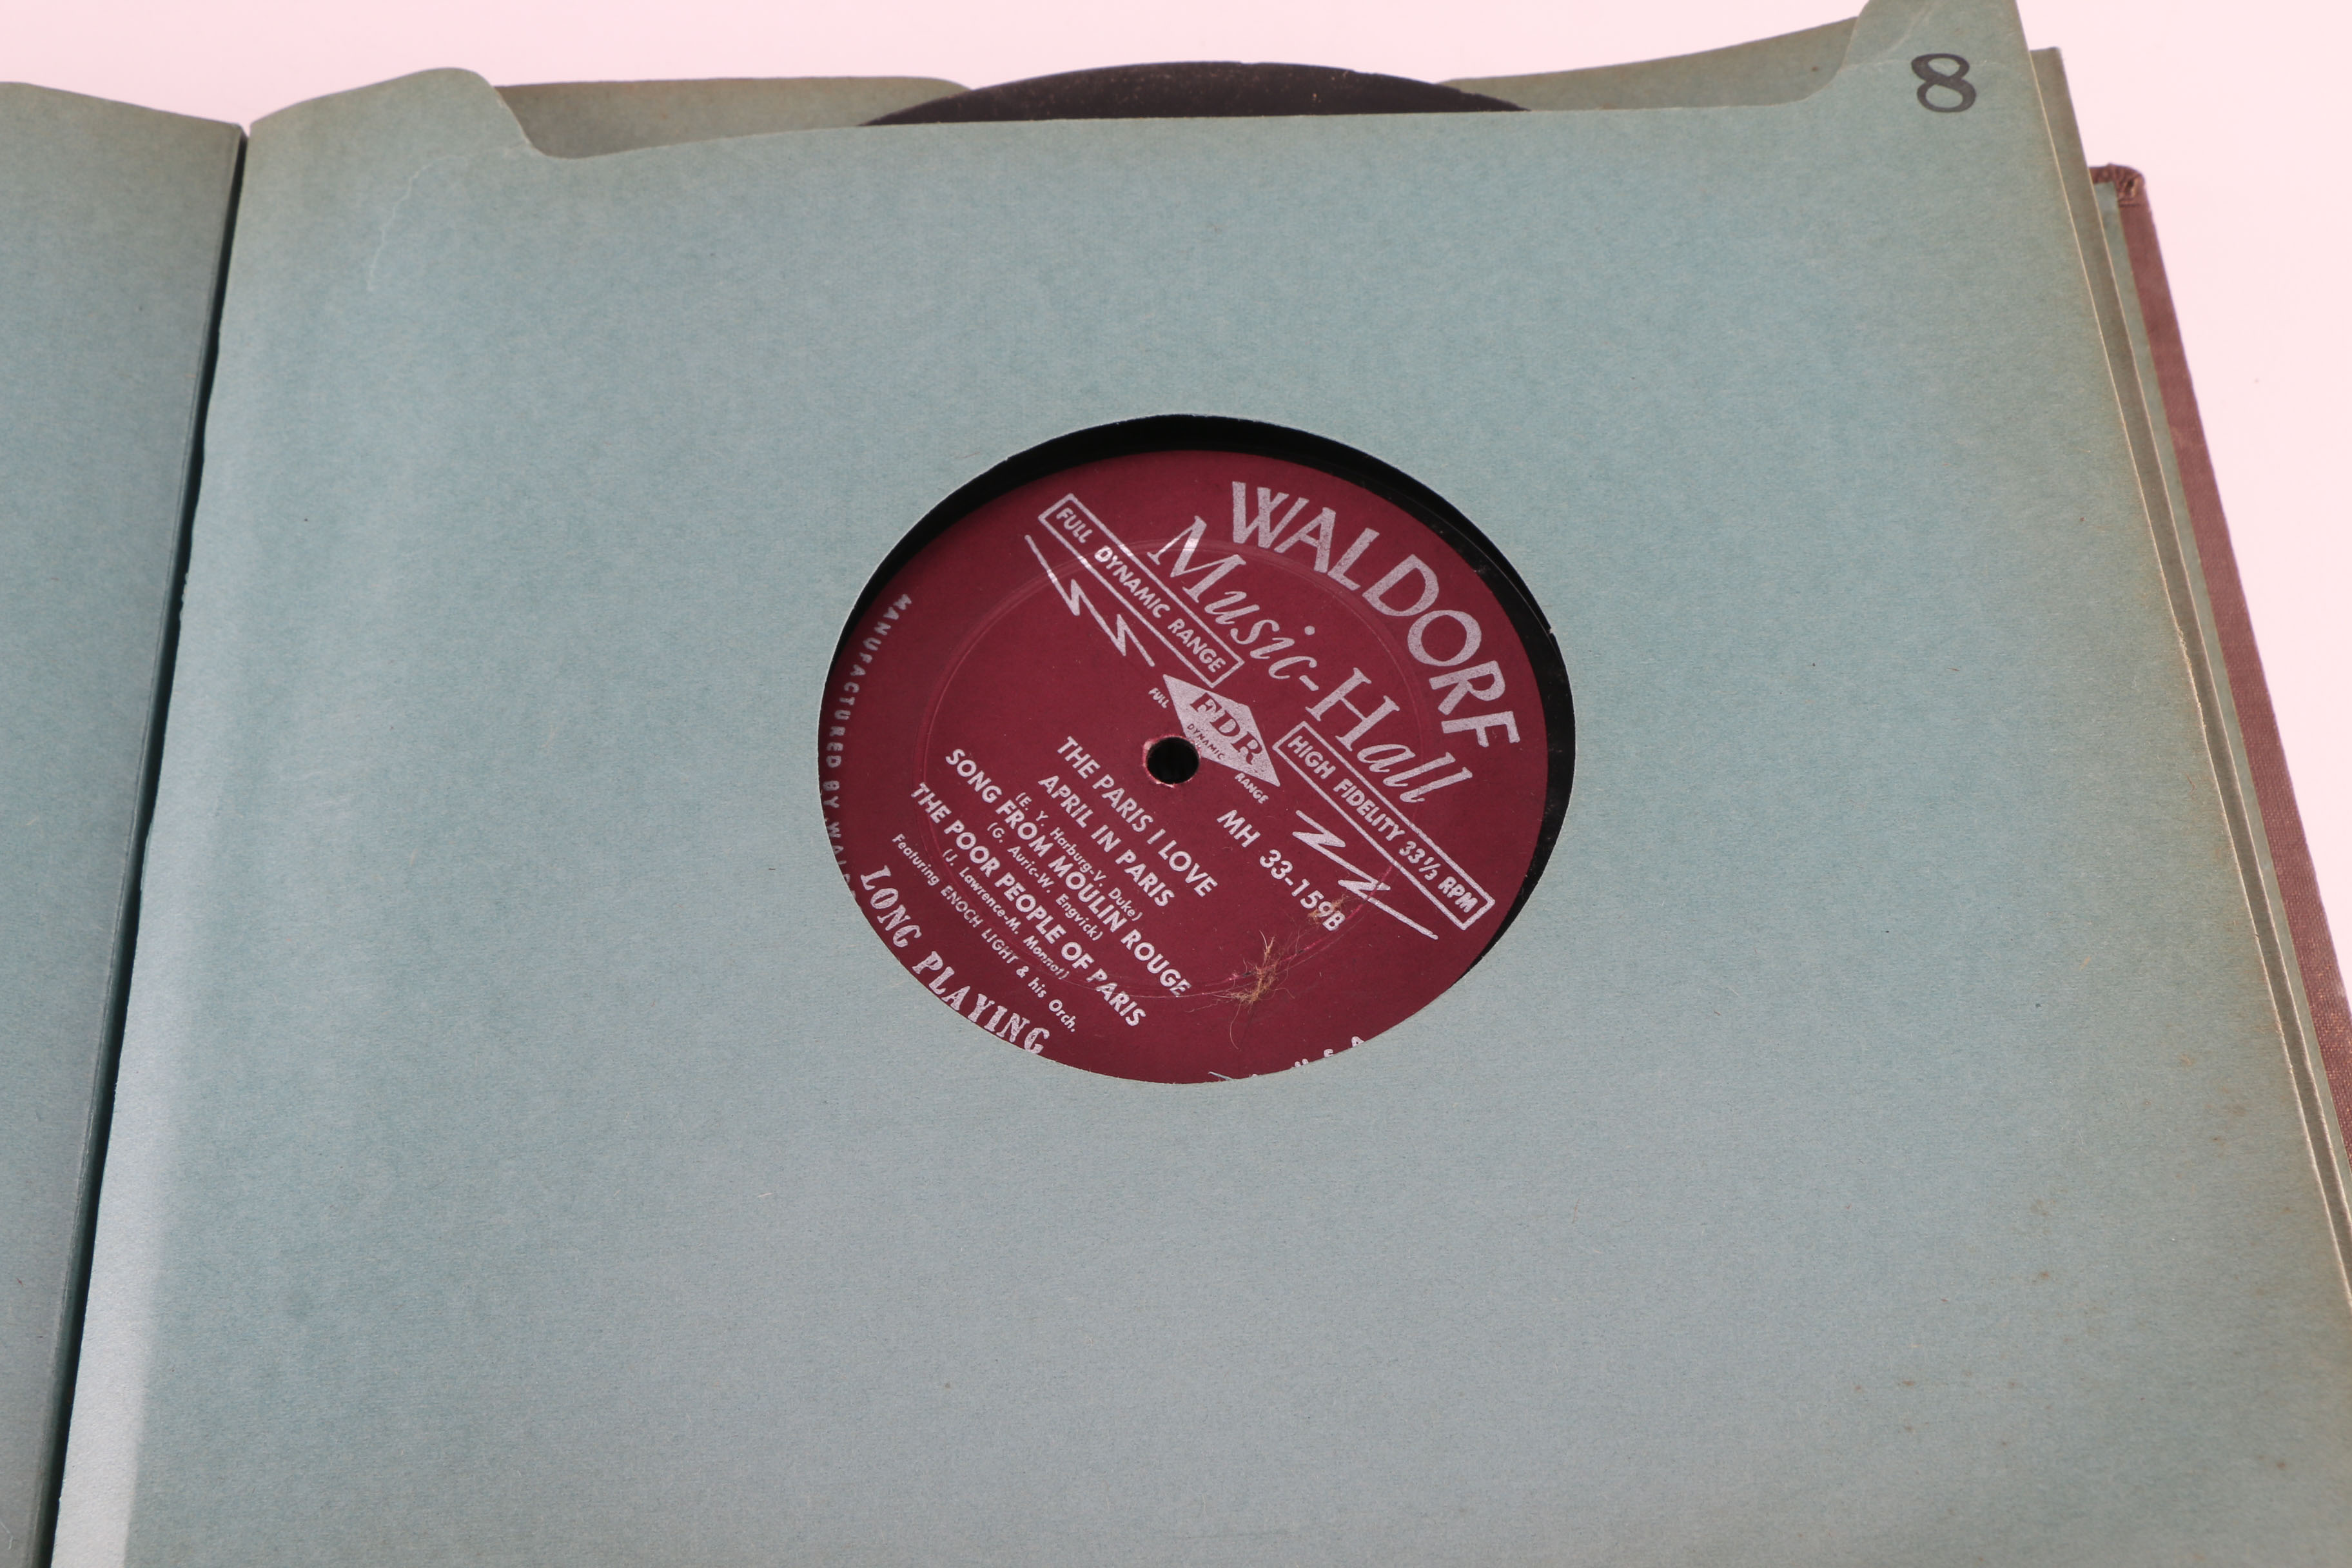 8
WALDORF
Music-Hall
FULL DYNAMIC RANGE
HIGH FIDELITY 33⅓ RPM
FDR
FULL DYNAMIC RANGE
MH 33-159B
THE PARIS I LOVE
APRIL IN PARIS
(E. Y. Harburg-V. Duke)
SONG FROM MOULIN ROUGE
(G. Auric-W. Engvick)
THE POOR PEOPLE OF PARIS
(J. Lawrence-M. Monnot)
Featuring ENOCH LIGHT & his Orch.
LONG PLAYING
MANUFACTURED BY